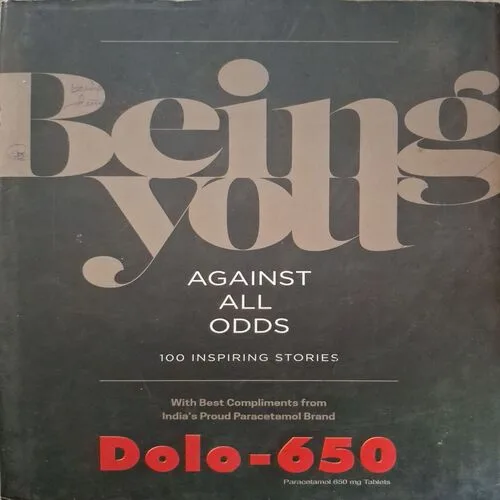 Being
you
AGAINST
ALL
ODDS
100 INSPIRING STORIES
With Best Compliments from
India's Proud Paracetamol Brand
Dolo-650
Paracetamol 650 mg Tablets